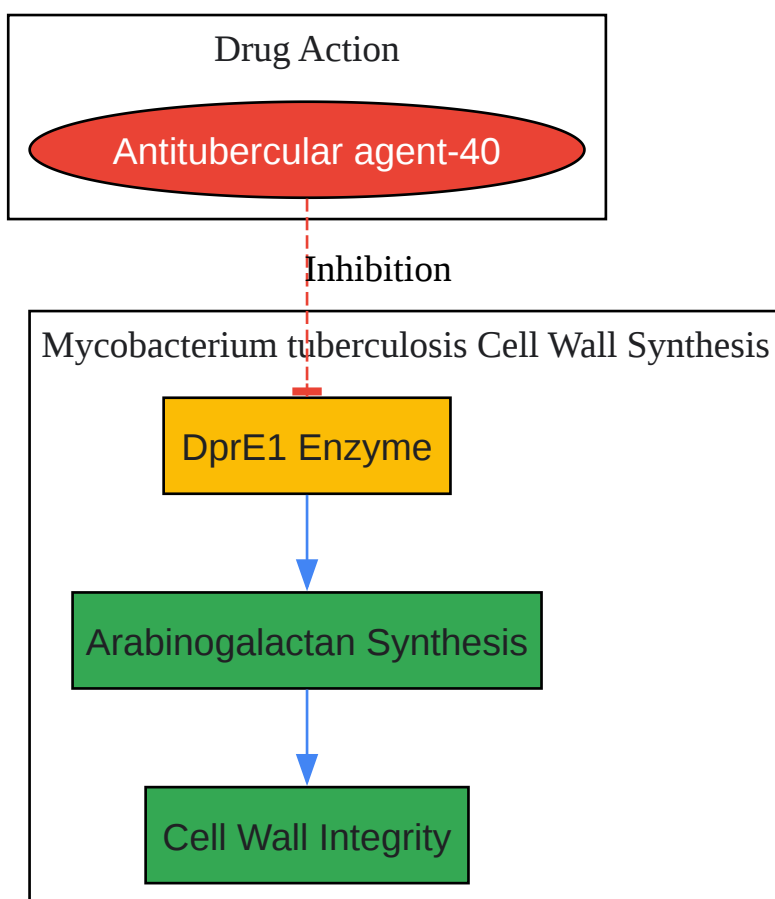 Drug Action
Antitubercular agent-40
Inhibition
Mycobacterium tuberculosis Cell Wall Synthesis
DprE1 Enzyme
Arabinogalactan Synthesis
Cell Wall Integrity